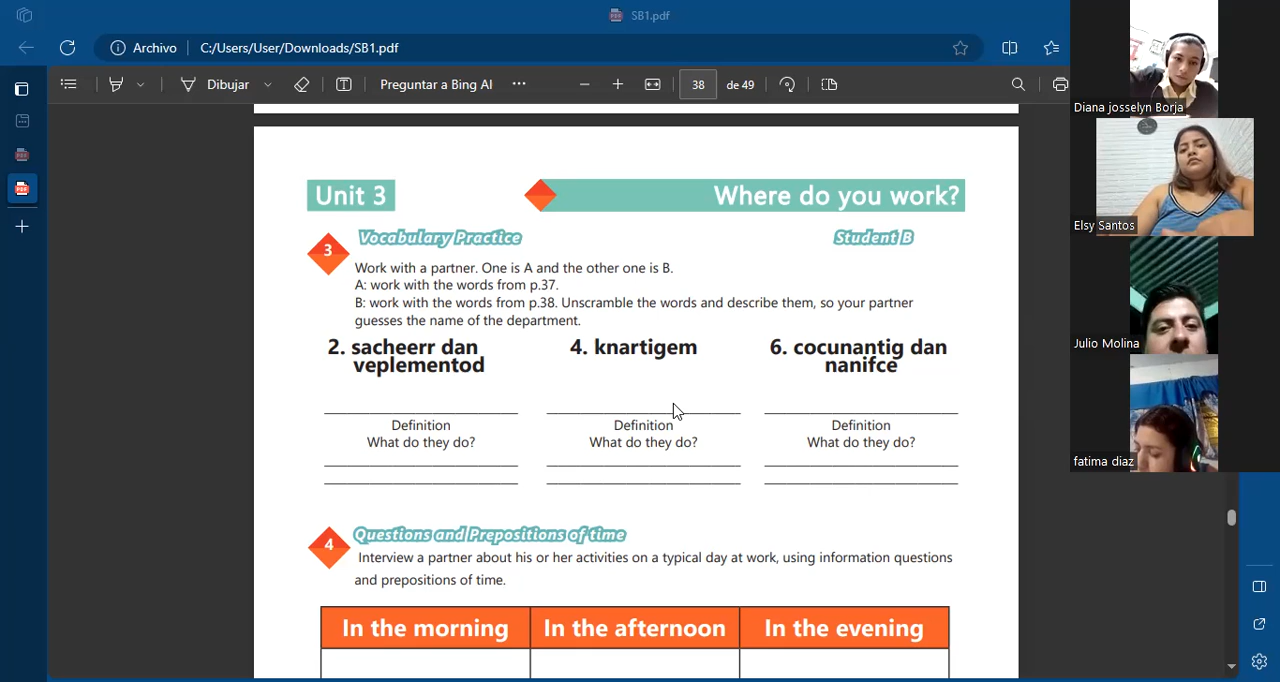 SB1.pdf
Archivo C:/Users/User/Downloads/SB1.pdf
Dibujar Preguntar a Bing AI 38 de 49
Unit 3 Where do you work?
3 Vocabulary Practice Student B
Work with a partner. One is A and the other one is B.
A: work with the words from p.37.
B: work with the words from p.38. Unscramble the words and describe them, so your partner
guesses the name of the department.
2. sacheerr dan 4. knartigem 6. cocunantig dan
veplementod nanifce
Definition Definition Definition
What do they do? What do they do? What do they do?
4 Questions and Prepositions of time
Interview a partner about his or her activities on a typical day at work, using information questions
and prepositions of time.
In the morning In the afternoon In the evening
Diana josselyn Borja
Elsy Santos
Julio Molina
fatima diaz